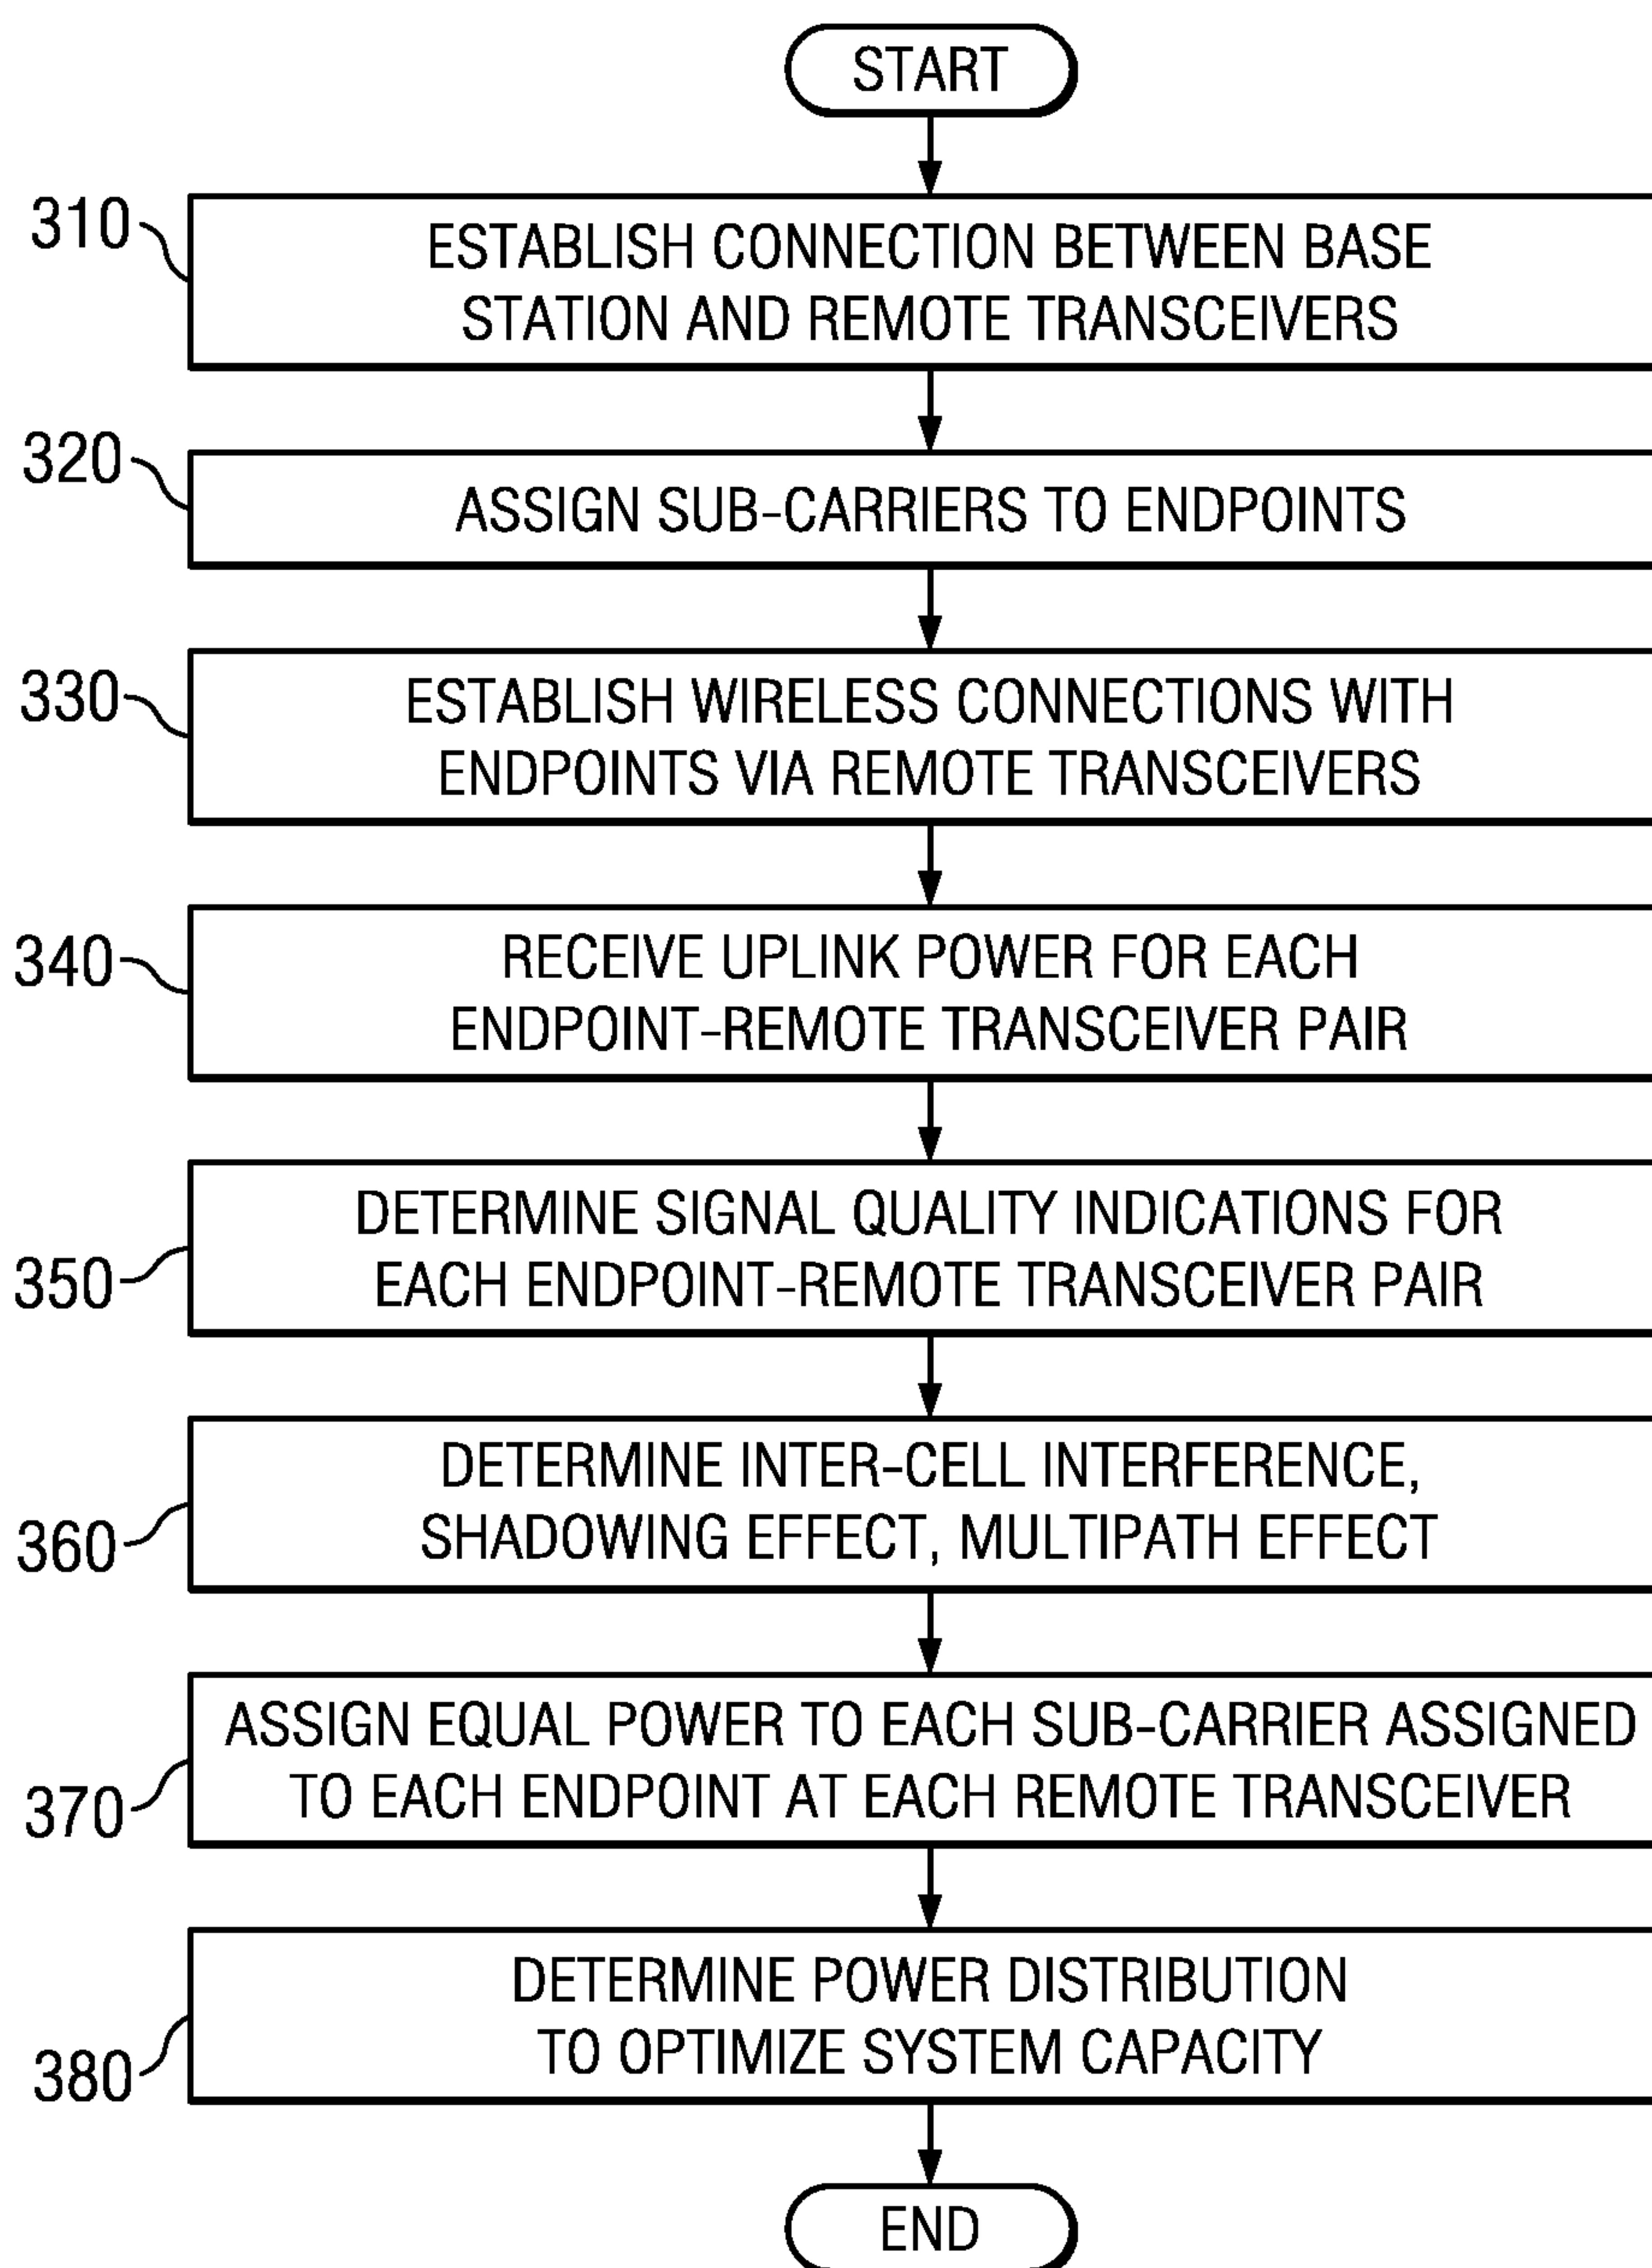 START
310
ESTABLISH CONNECTION BETWEEN BASE
STATION AND REMOTE TRANSCEIVERS
320
ASSIGN SUB-CARRIERS TO ENDPOINTS
330
ESTABLISH WIRELESS CONNECTIONS WITH
ENDPOINTS VIA REMOTE TRANSCEIVERS
340
RECEIVE UPLINK POWER FOR EACH
ENDPOINT-REMOTE TRANSCEIVER PAIR
350
DETERMINE SIGNAL QUALITY INDICATIONS FOR
EACH ENDPOINT-REMOTE TRANSCEIVER PAIR
360
DETERMINE INTER-CELL INTERFERENCE,
SHADOWING EFFECT, MULTIPATH EFFECT
370
ASSIGN EQUAL POWER TO EACH SUB-CARRIER ASSIGNED
TO EACH ENDPOINT AT EACH REMOTE TRANSCEIVER
380
DETERMINE POWER DISTRIBUTION
TO OPTIMIZE SYSTEM CAPACITY
END